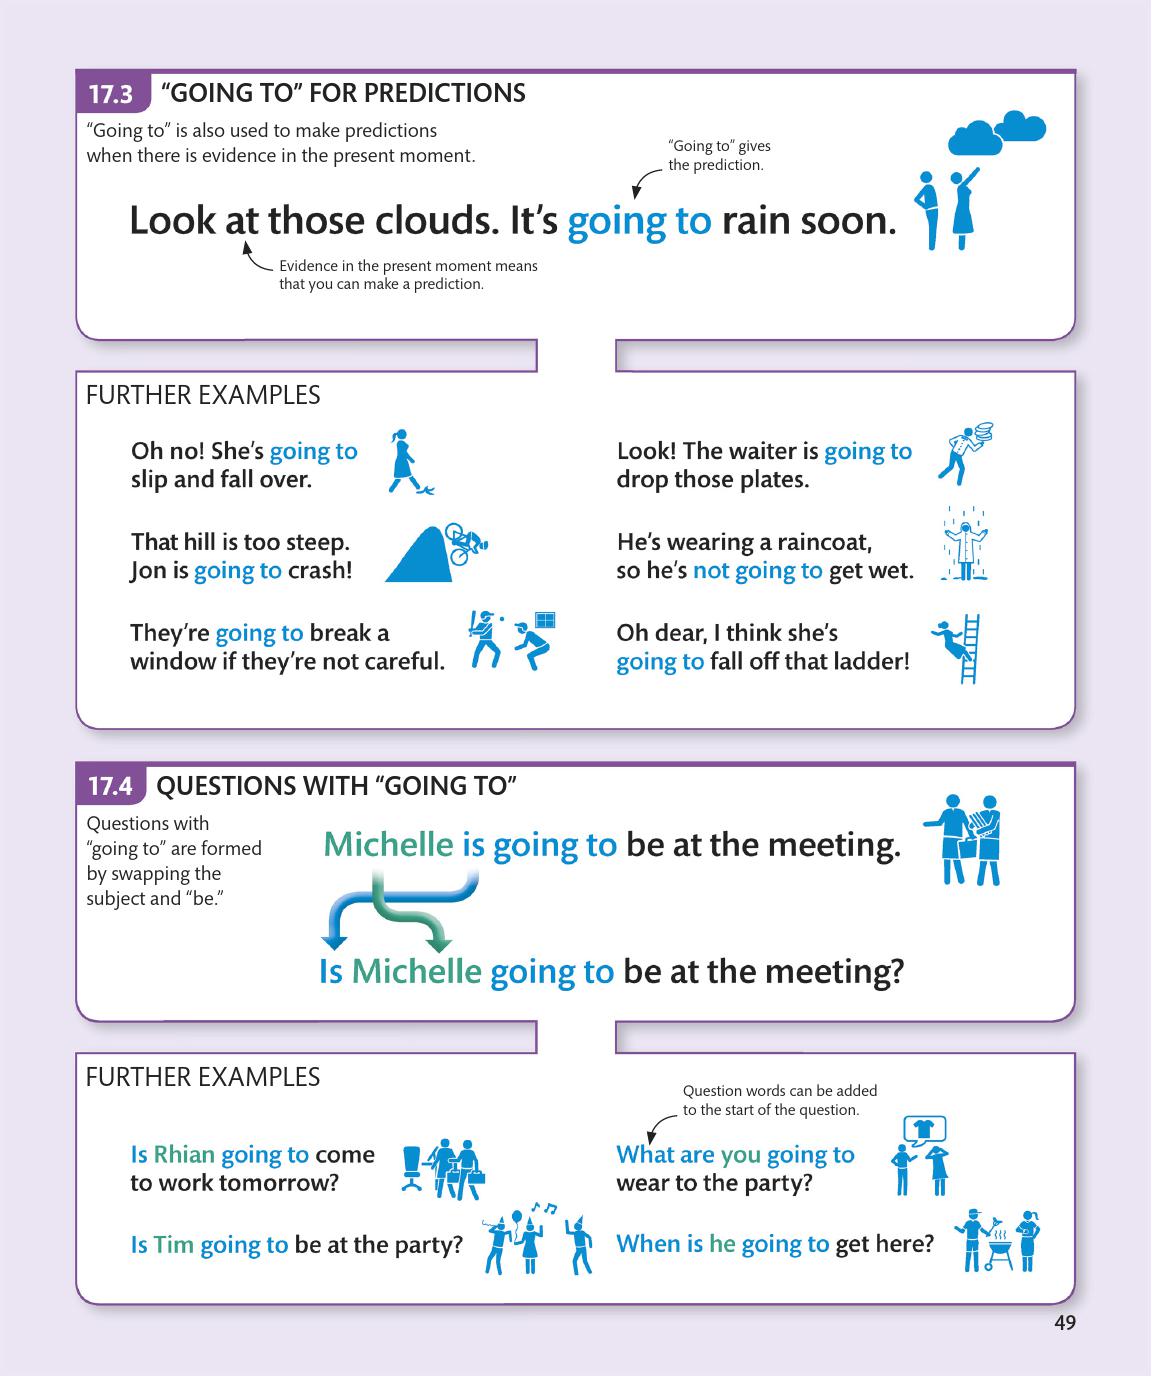 17.3 “GOING TO” FOR PREDICTIONS
“Going to” is also used to make predictions
when there is evidence in the present moment.
“Going to” gives
the prediction.
Look at those clouds. It’s going to rain soon.
Evidence in the present moment means
that you can make a prediction.
FURTHER EXAMPLES
Oh no! She’s going to
slip and fall over.
That hill is too steep.
Jon is going to crash!
They’re going to break a
window if they’re not careful.
Look! The waiter is going to
drop those plates.
He’s wearing a raincoat,
so he’s not going to get wet.
Oh dear, I think she’s
going to fall off that ladder!
17.4 QUESTIONS WITH “GOING TO”
Questions with
“going to” are formed
by swapping the
subject and “be.”
Michelle is going to be at the meeting.
Is Michelle going to be at the meeting?
FURTHER EXAMPLES
Is Rhian going to come
to work tomorrow?
Is Tim going to be at the party?
Question words can be added
to the start of the question.
What are you going to
wear to the party?
When is he going to get here?
49